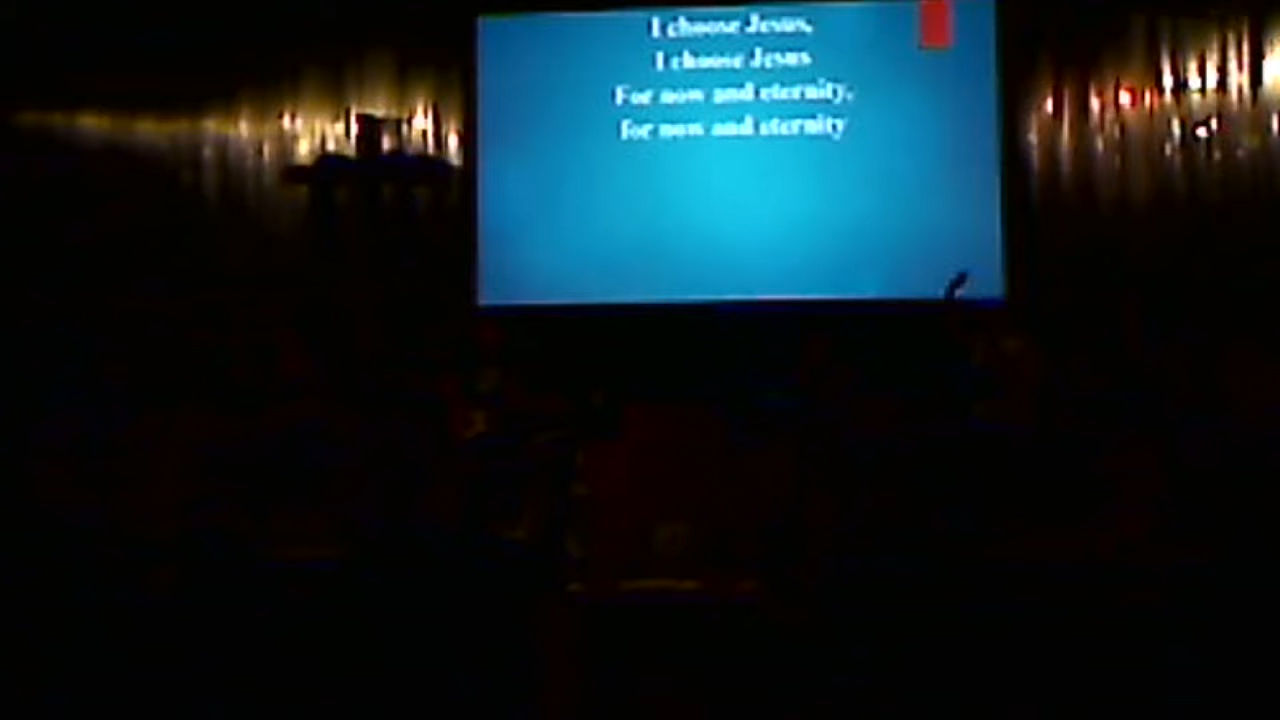 I choose Jesus,
I choose Jesus
For now and eternity,
for now and eternity